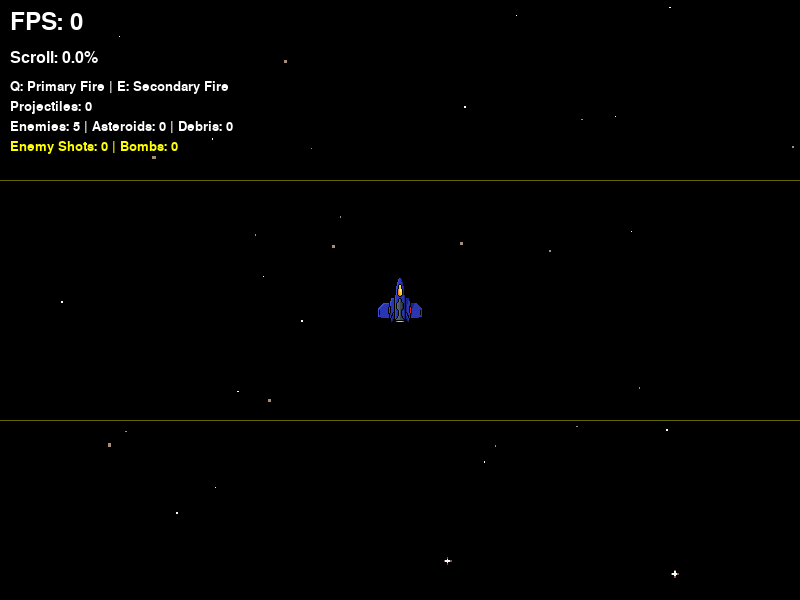 FPS: 0
Scroll: 0.0%
Q: Primary Fire | E: Secondary Fire
Projectiles: 0
Enemies: 5 | Asteroids: 0 | Debris: 0
Enemy Shots: 0 | Bombs: 0